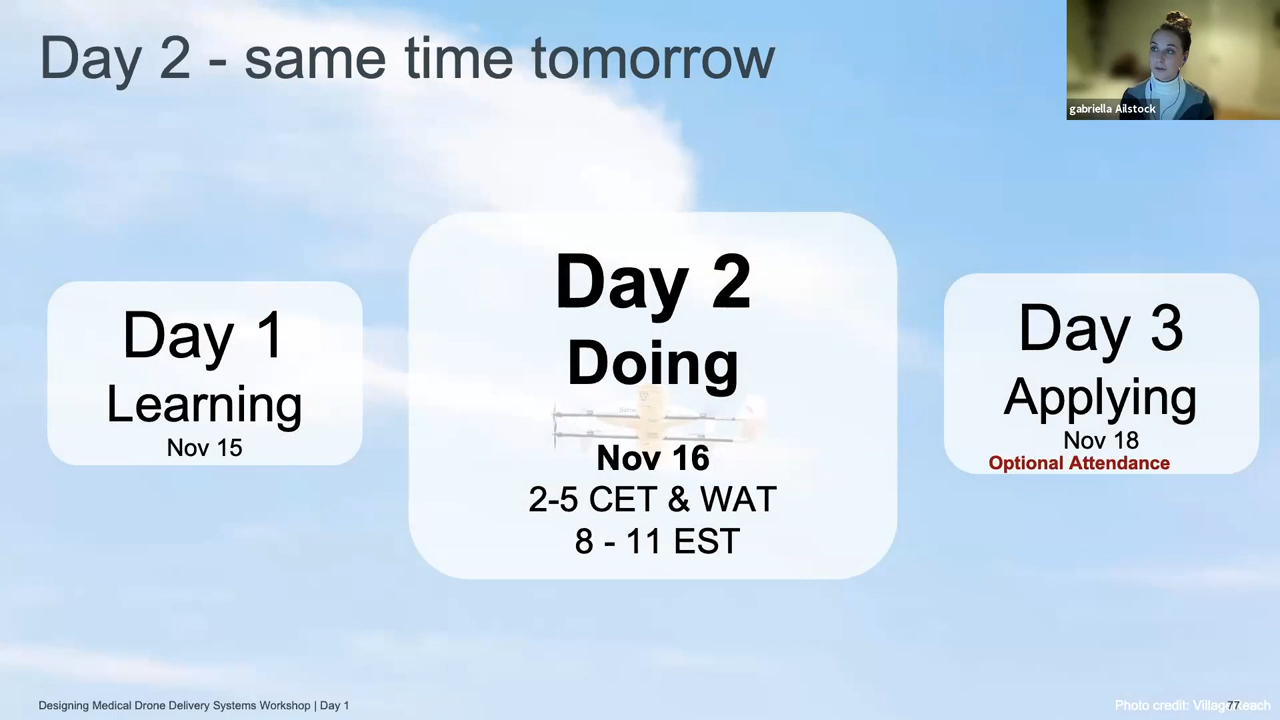 Day 2 - same time tomorrow
gabriella Ailstock
Day 1
Learning
Nov 15
Day 2
Doing
Nov 16
2-5 CET & WAT
8 - 11 EST
Day 3
Applying
Nov 18
Optional Attendance
Designing Medical Drone Delivery Systems Workshop | Day 1
Photo credit: VillageReach
77